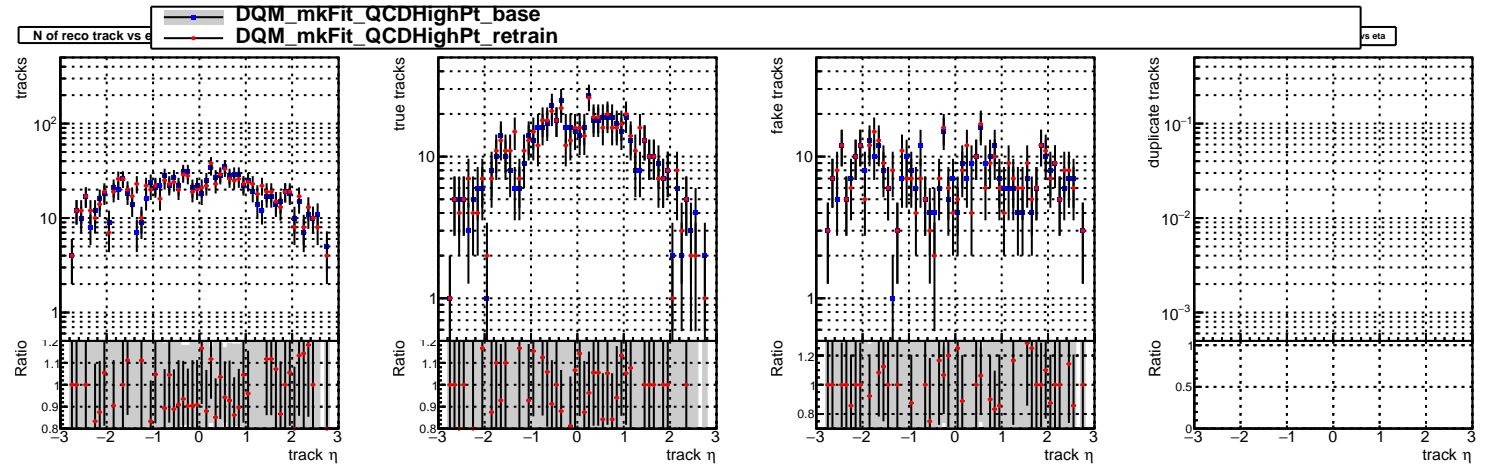 DQM_mkFit_QCDHighPt_base
DQM_mkFit_QCDHighPt_retrain
N of reco track vs e
vs eta
tracks
10²
10
1
Ratio
1.2
1.1
1
0.9
0.8
−3 −2 −1 0 1 2 3
track η
true tracks
10
1
Ratio
1.2
1.1
1
0.9
0.8
−3 −2 −1 0 1 2 3
track η
fake tracks
10
1
Ratio
1.2
1
0.8
−3 −2 −1 0 1 2 3
track η
duplicate tracks
10⁻¹
10⁻²
10⁻³
Ratio
1
0.5
0
−3 −2 −1 0 1 2 3
track η